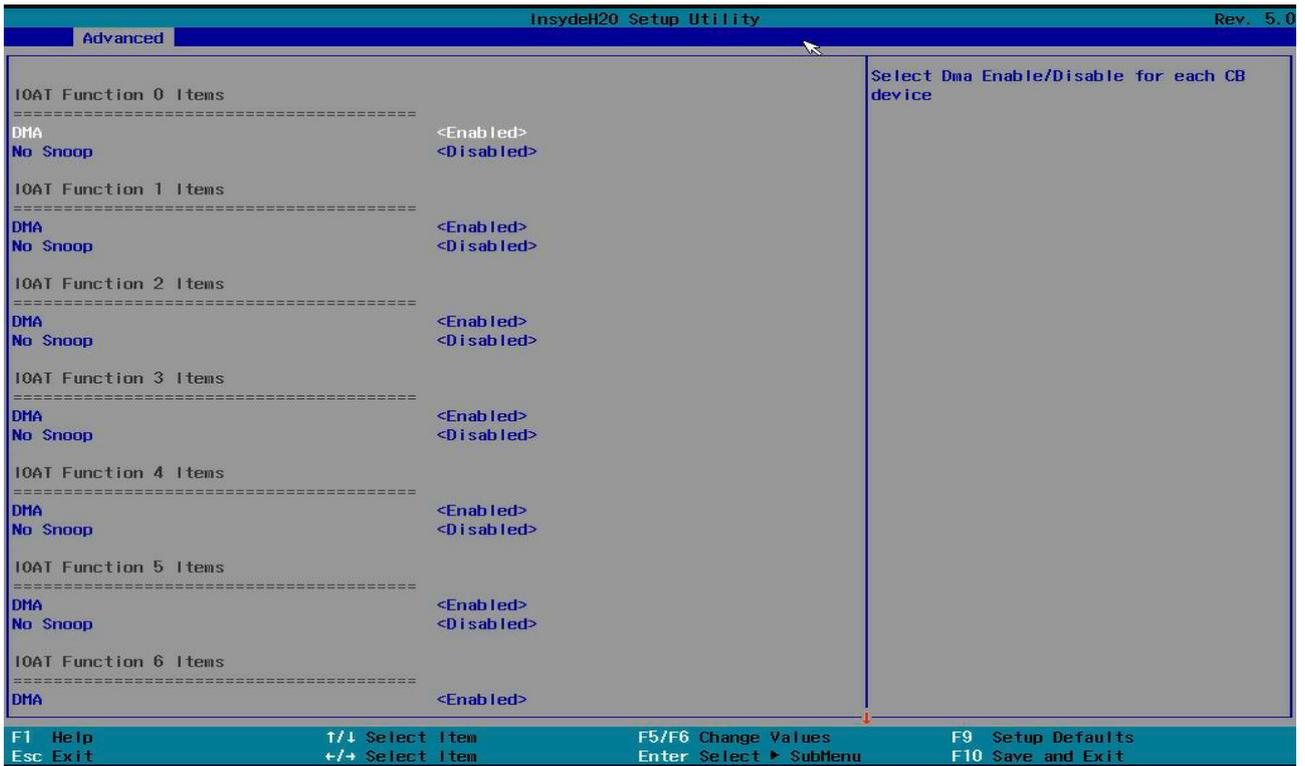 InsydeH20 Setup Utility Rev. 5.0
Advanced
Select Dma Enable/Disable for each CB
device
IOAT Function 0 Items
========================================
DMA <Enabled>
No Snoop <Disabled>
IOAT Function 1 Items
========================================
DMA <Enabled>
No Snoop <Disabled>
IOAT Function 2 Items
========================================
DMA <Enabled>
No Snoop <Disabled>
IOAT Function 3 Items
========================================
DMA <Enabled>
No Snoop <Disabled>
IOAT Function 4 Items
========================================
DMA <Enabled>
No Snoop <Disabled>
IOAT Function 5 Items
========================================
DMA <Enabled>
No Snoop <Disabled>
IOAT Function 6 Items
========================================
DMA <Enabled>
F1 Help ↑/↓ Select Item F5/F6 Change Values F9 Setup Defaults
Esc Exit ←/→ Select Item Enter Select ▶ SubMenu F10 Save and Exit